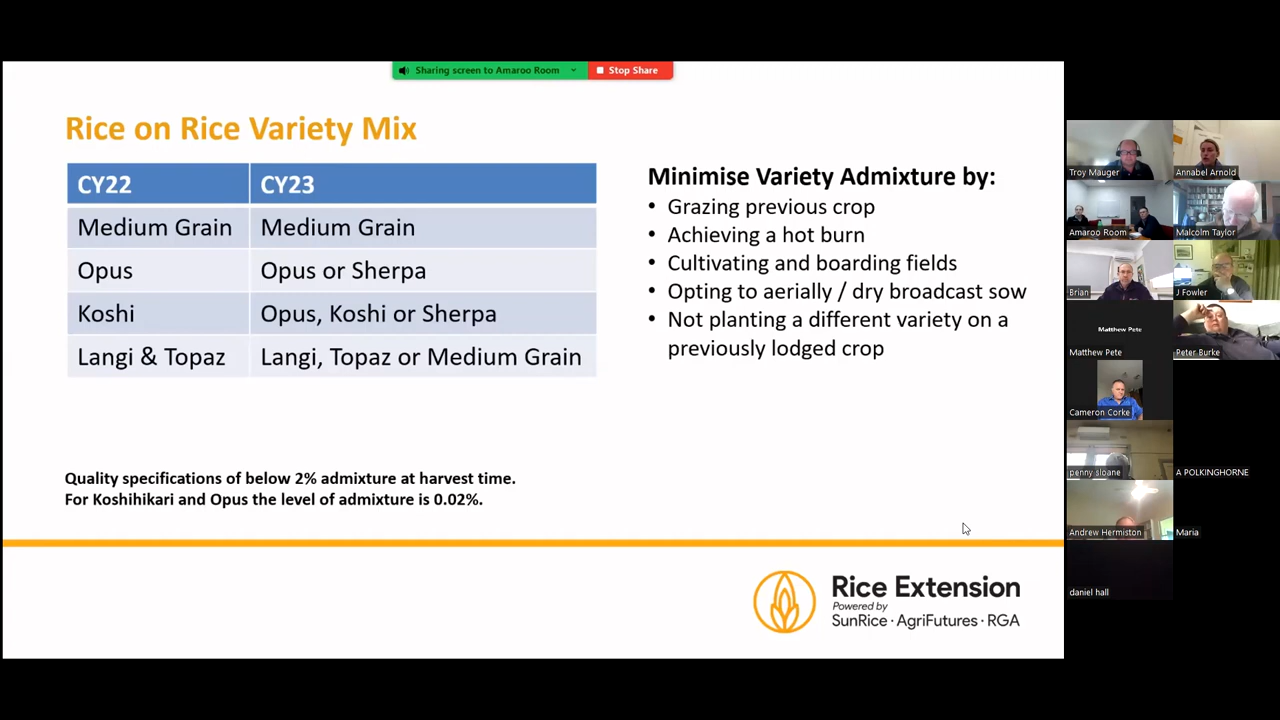 Sharing screen to Amaroo Room
Stop Share
Rice on Rice Variety Mix
CY22 CY23
Medium Grain Medium Grain
Opus Opus or Sherpa
Koshi Opus, Koshi or Sherpa
Langi & Topaz Langi, Topaz or Medium Grain
Minimise Variety Admixture by:
• Grazing previous crop
• Achieving a hot burn
• Cultivating and boarding fields
• Opting to aerially / dry broadcast sow
• Not planting a different variety on a
previously lodged crop
Quality specifications of below 2% admixture at harvest time.
For Koshihikari and Opus the level of admixture is 0.02%.
Rice Extension
Powered by
SunRice · AgriFutures · RGA
Troy Mauger
Annabel Arnold
Amaroo Room
Malcolm Taylor
Brian
J Fowler
Matthew Pete
Matthew Pete
Peter Burke
Cameron Corke
penny sloane
A POLKINGHORNE
Andrew Hermiston
Maria
daniel hall